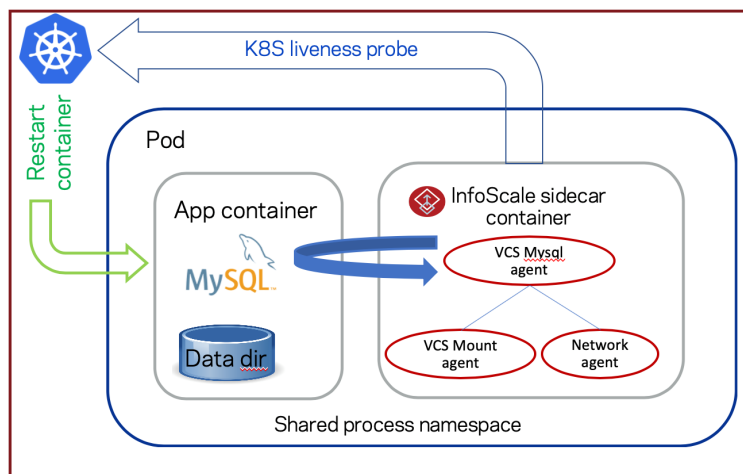 K8S liveness probe
Restart
container
Pod
App container
MySQL™
Data dir
InfoScale sidecar
container
VCS Mysql
agent
VCS Mount
agent
Network
agent
Shared process namespace